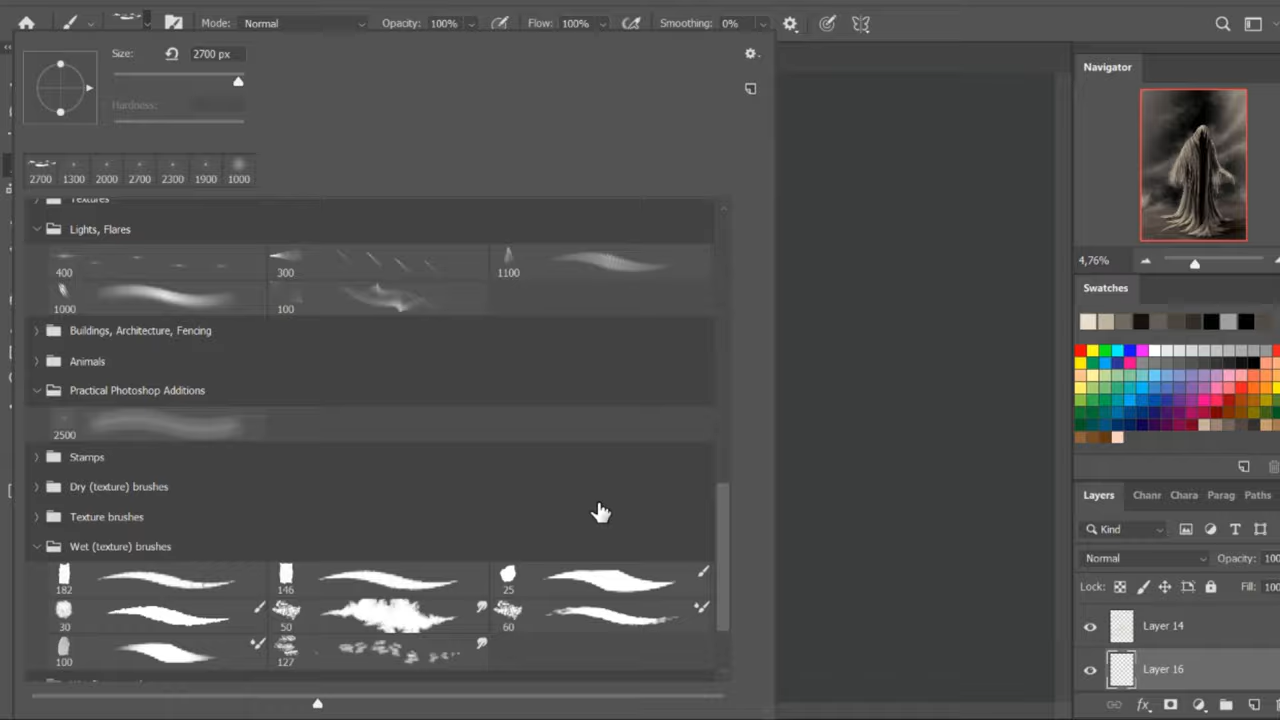 Mode: Normal Opacity: 100% Flow: 100% Smoothing: 0%
Size: 2700 px
Hardness:
2700 1300 2000 2700 2300 1900 1000
Textures
Lights, Flares
400 300 1100
1000 100
Buildings, Architecture, Fencing
Animals
Practical Photoshop Additions
2500
Stamps
Dry (texture) brushes
Texture brushes
Wet (texture) brushes
182 146 25
30 50 60
100 127
Navigator
4,76%
Swatches
Layers Chanr Chara Parag Paths
Kind
Normal Opacity: 100
Lock: Fill: 100
Layer 14
Layer 16
fx